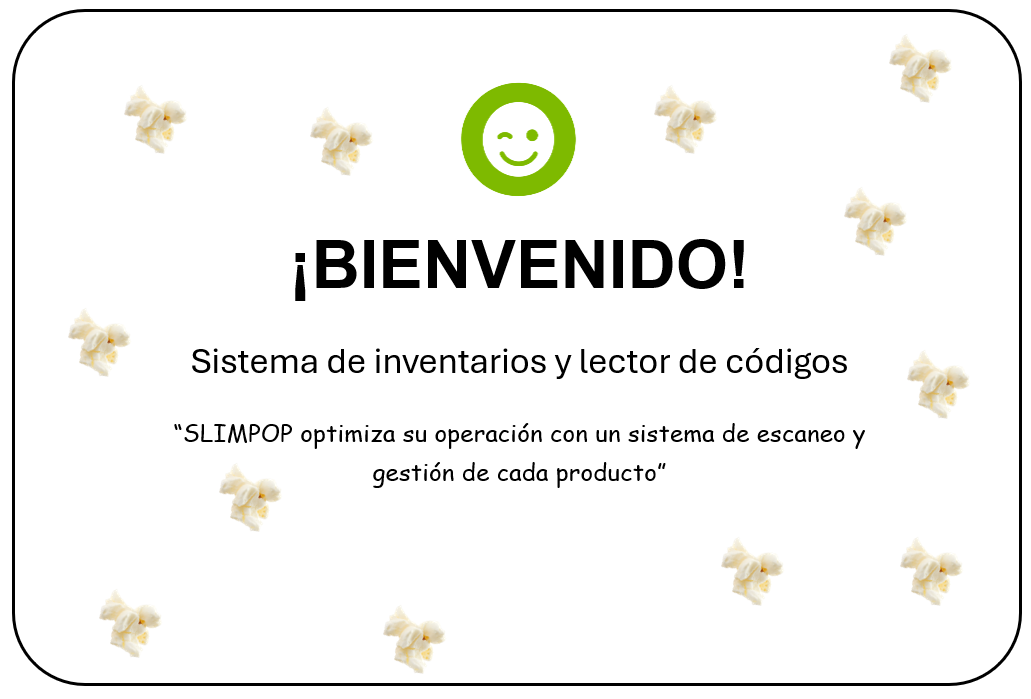 ¡BIENVENIDO!
Sistema de inventarios y lector de códigos
“SLIMPOP optimiza su operación con un sistema de escaneo y
gestión de cada producto”